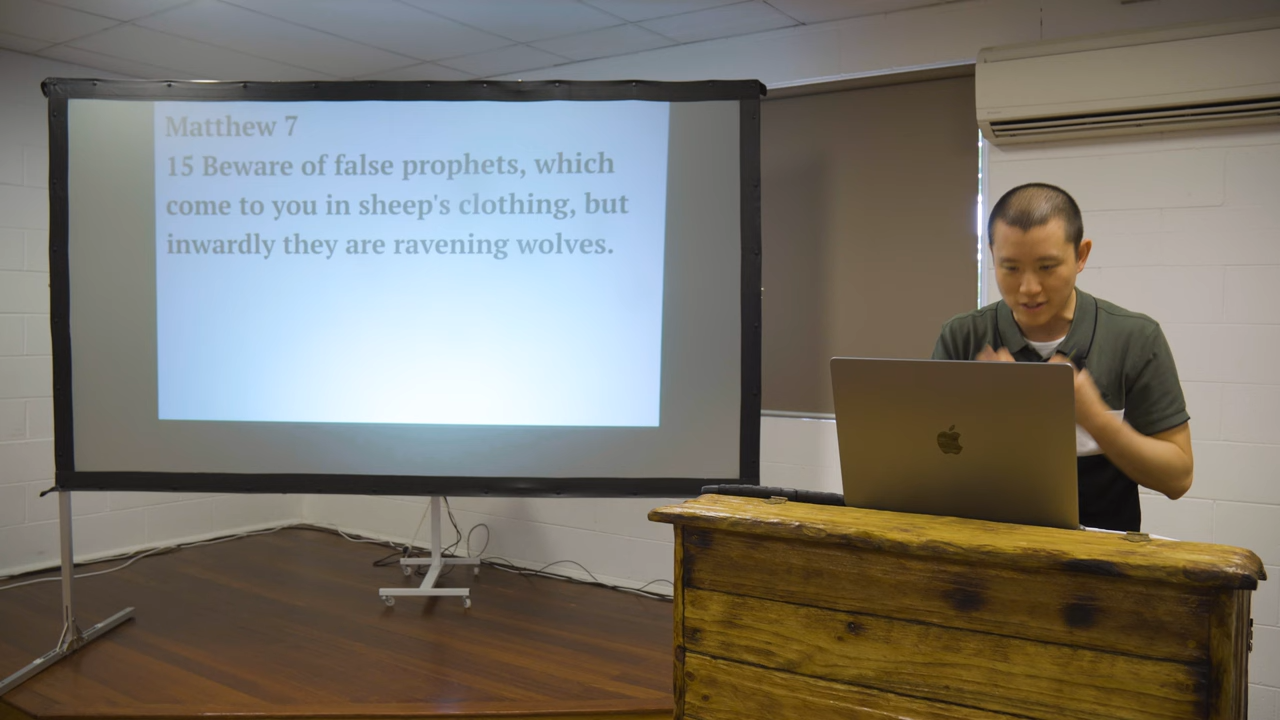 Matthew 7
15 Beware of false prophets, which
come to you in sheep's clothing, but
inwardly they are ravening wolves.